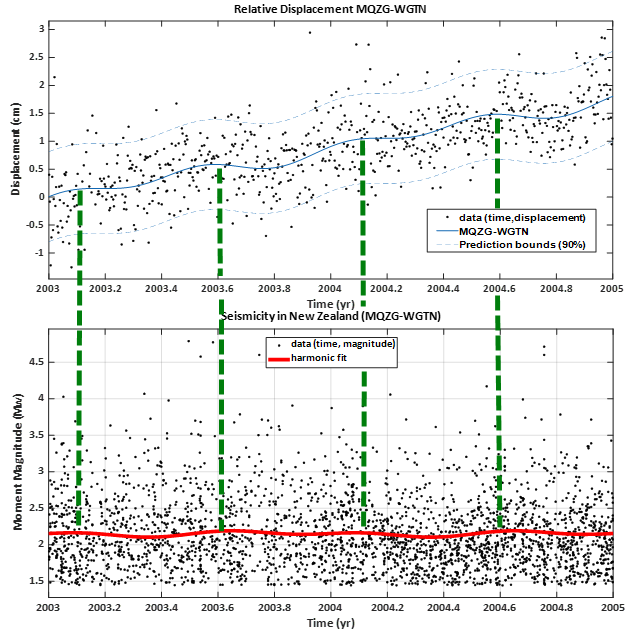 Relative Displacement MQZG-WGTN
3
2.5
2
1.5
1
0.5
0
-0.5
-1
Displacement (cm)
data (time,displacement)
MQZG-WGTN
Prediction bounds (90%)
2003 2003.2 2003.4 2003.6 2003.8 2004 2004.2 2004.4 2004.6 2004.8 2005
Time (yr)
Seismicity in New Zealand (MQZG-WGTN)
data (time, magnitude)
harmonic fit
4.5
4
3.5
3
2.5
2
1.5
Moment Magnitude (Mw)
2003 2003.2 2003.4 2003.6 2003.8 2004 2004.2 2004.4 2004.6 2004.8 2005
Time (yr)